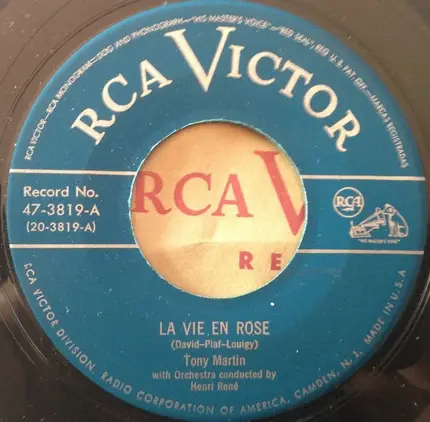 RCA VICTOR—RCA MONOGRAM—DOG AND PHONOGRAPH—"HIS MASTER'S VOICE"—"RED SEAL", REG. U.S. PAT. OFF.—MARCAS REGISTRADAS
RCA VICTOR
Record No.
47-3819-A
(20-3819-A)
RCA
"HIS MASTER'S VOICE"
RCA V
RE
LA VIE EN ROSE
(David-Piaf-Louigy)
Tony Martin
with Orchestra conducted by
Henri René
RCA VICTOR DIVISION, RADIO CORPORATION OF AMERICA, CAMDEN, N. J. MADE IN U.S.A